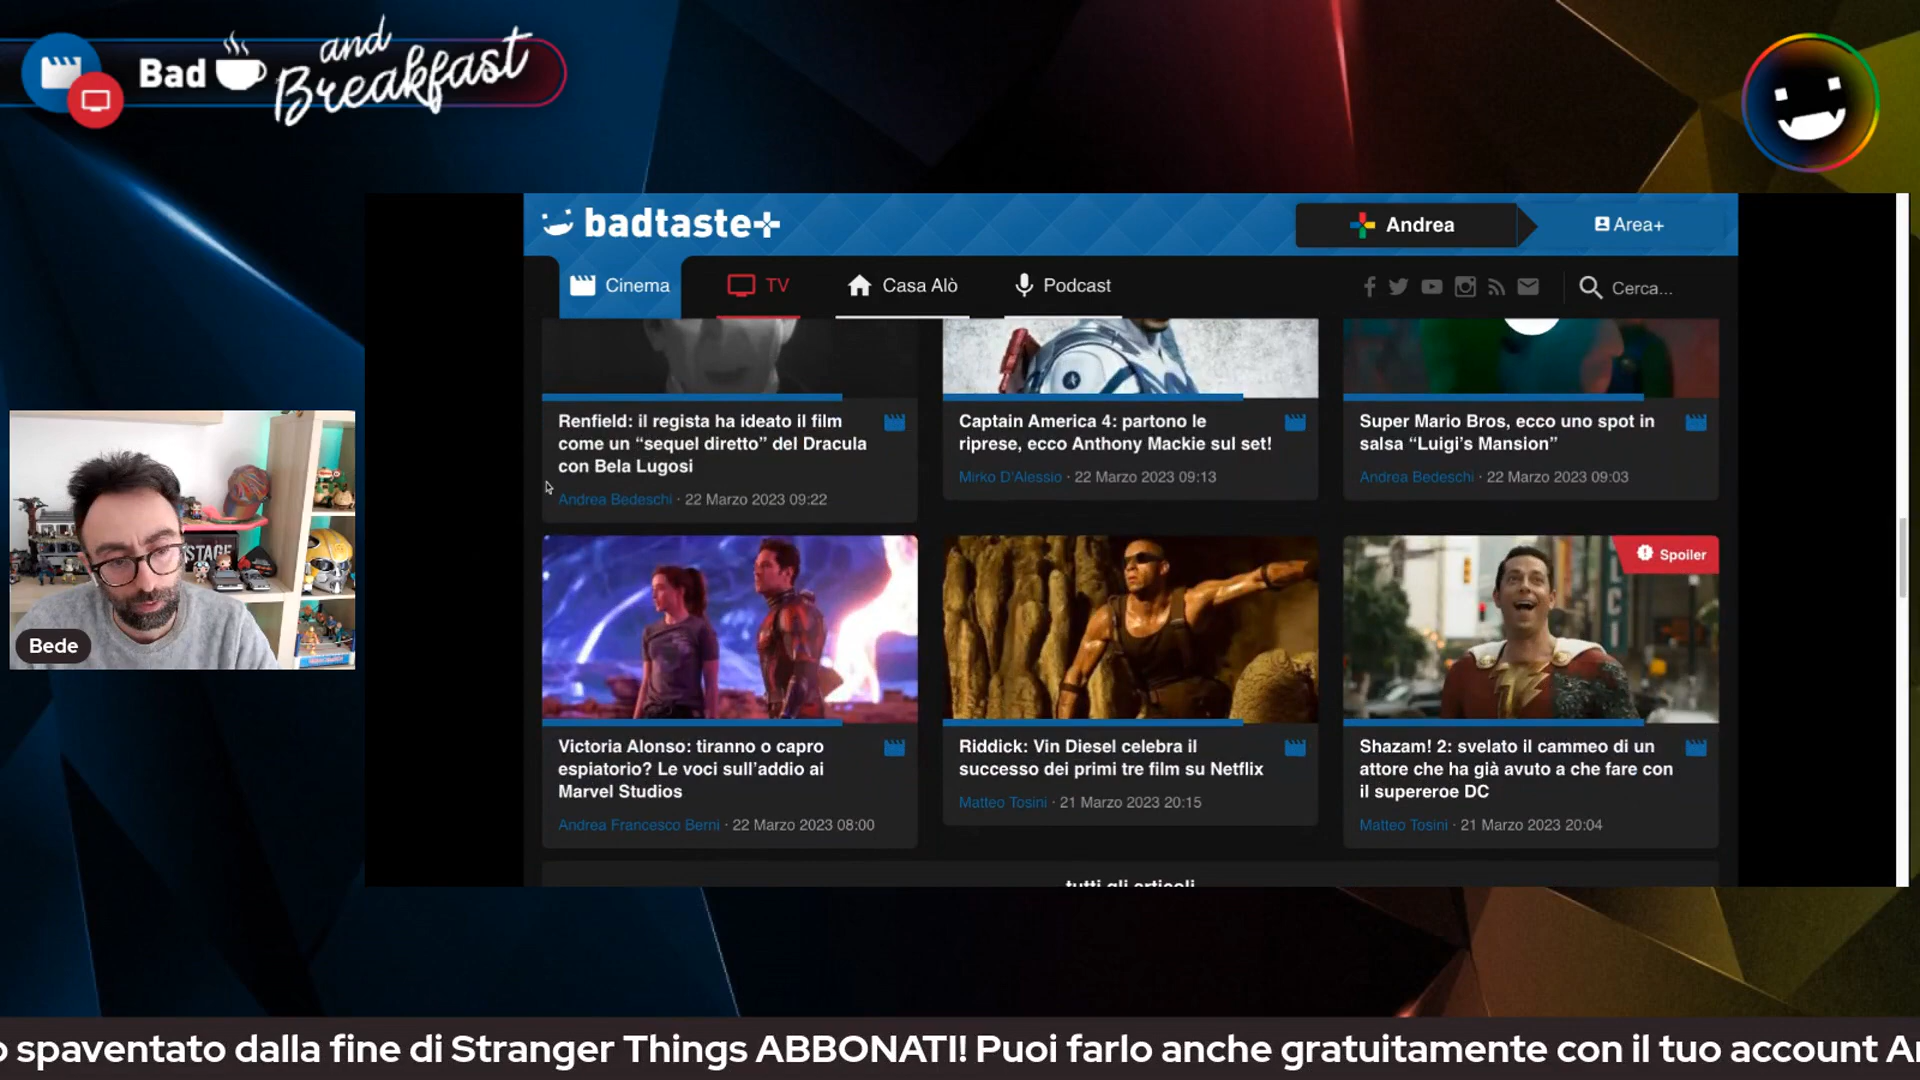 Bad and Breakfast
badtaste+
Andrea
Area+
Cinema
TV
Casa Alò
Podcast
Cerca...
Renfield: il regista ha ideato il film
come un “sequel diretto” del Dracula
con Bela Lugosi
Andrea Bedeschi · 22 Marzo 2023 09:22
Captain America 4: partono le
riprese, ecco Anthony Mackie sul set!
Mirko D'Alessio · 22 Marzo 2023 09:13
Super Mario Bros, ecco uno spot in
salsa “Luigi’s Mansion”
Andrea Bedeschi · 22 Marzo 2023 09:03
STAGE
Bede
Spoiler
Victoria Alonso: tiranno o capro
espiatorio? Le voci sull’addio ai
Marvel Studios
Andrea Francesco Berni · 22 Marzo 2023 08:00
Riddick: Vin Diesel celebra il
successo dei primi tre film su Netflix
Matteo Tosini · 21 Marzo 2023 20:15
Shazam! 2: svelato il cammeo di un
attore che ha già avuto a che fare con
il supereroe DC
Matteo Tosini · 21 Marzo 2023 20:04
tutti gli articoli
o spaventato dalla fine di Stranger Things ABBONATI! Puoi farlo anche gratuitamente con il tuo account